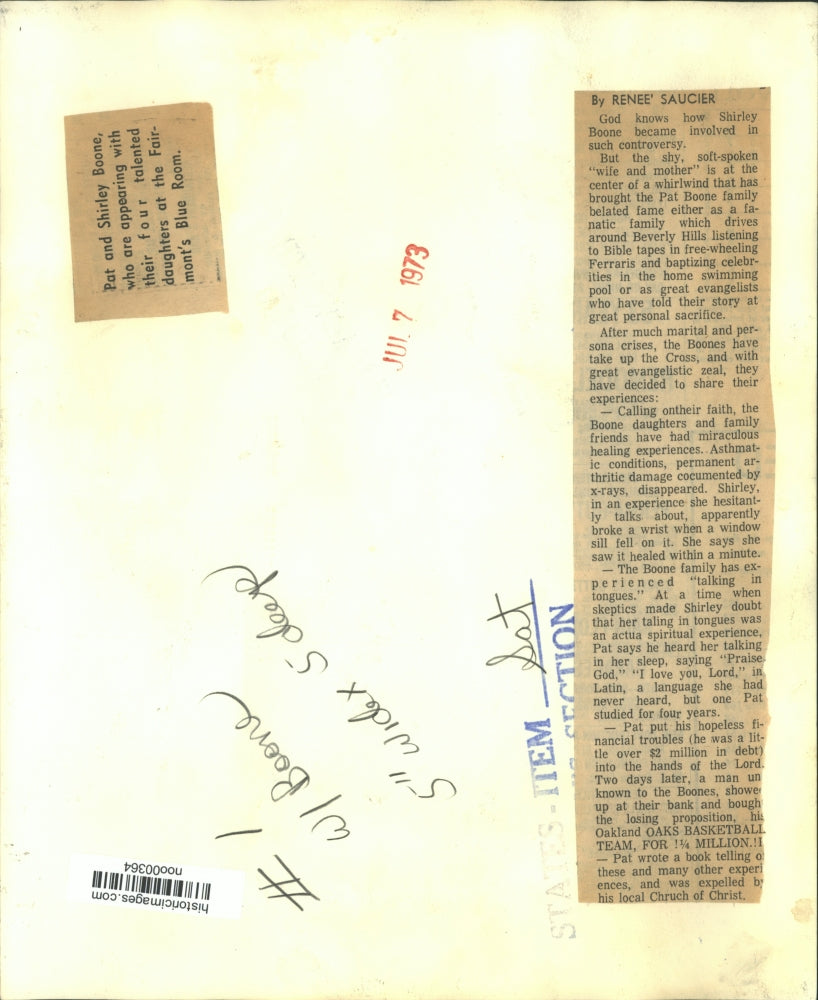 Pat and Shirley Boone,
who are appearing with
their four talented
daughters at the Fair-
mont's Blue Room.
JUL 7 1973
# 1
w/ Boone
5" wide x 5 deep
STATES-ITEM Sat
SECTION
historicimages.com
noo00364
By RENEE' SAUCIER
God knows how Shirley
Boone became involved in
such controversy.
But the shy, soft-spoken
"wife and mother" is at the
center of a whirlwind that has
brought the Pat Boone family
belated fame either as a fa-
natic family which drives
around Beverly Hills listening
to Bible tapes in free-wheeling
Ferraris and baptizing celebr-
ities in the home swimming
pool or as great evangelists
who have told their story at
great personal sacrifice.
After much marital and per-
sona crises, the Boones have
take up the Cross, and with
great evangelistic zeal, they
have decided to share their
experiences:
— Calling ontheir faith, the
Boone daughters and family
friends have had miraculous
healing experiences. Asthmat-
ic conditions, permanent ar-
thritic damage cocumented by
x-rays, disappeared. Shirley,
in an experience she hesitant-
ly talks about, apparently
broke a wrist when a window
sill fell on it. She says she
saw it healed within a minute.
— The Boone family has ex-
perienced "talking in
tongues." At a time when
skeptics made Shirley doubt
that her taling in tongues was
an actua spiritual experience,
Pat says he heard her talking
in her sleep, saying "Praise
God," "I love you, Lord," in
Latin, a language she had
never heard, but one Pat
studied for four years.
— Pat put his hopeless fi-
nancial troubles (he was a lit-
tle over $2 million in debt)
into the hands of the Lord.
Two days later, a man un
known to the Boones, showe
up at their bank and bough
the losing proposition, his
Oakland OAKS BASKETBALL
TEAM, FOR !¼ MILLION.!I
— Pat wrote a book telling o
these and many other experi
ences, and was expelled by
his local Chruch of Christ.